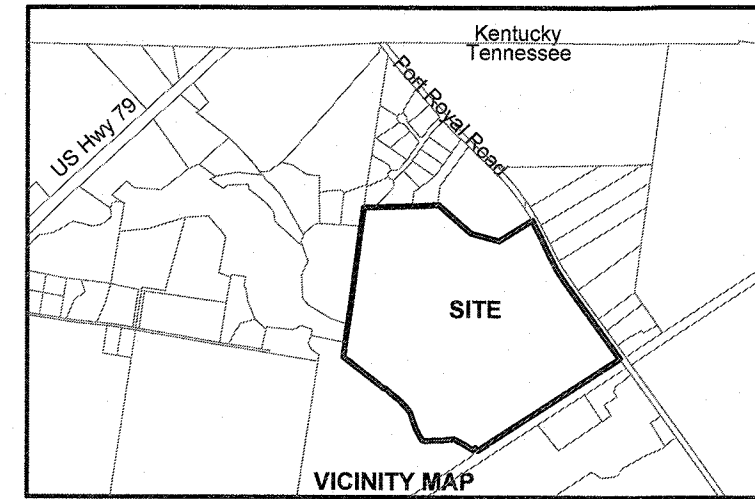 Kentucky
Tennessee
US Hwy 79
Port Royal Road
SITE
VICINITY MAP